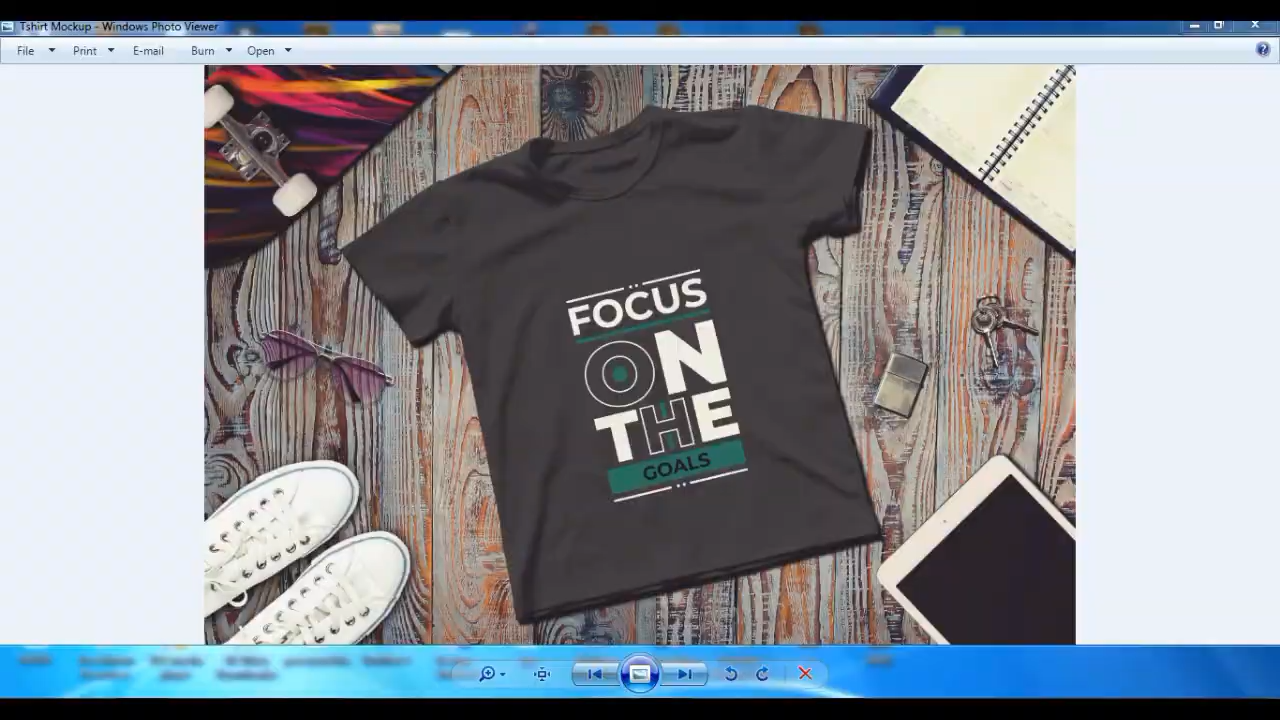 Tshirt Mockup - Windows Photo Viewer
File Print E-mail Burn Open
FOCUS
ON
THE
GOALS